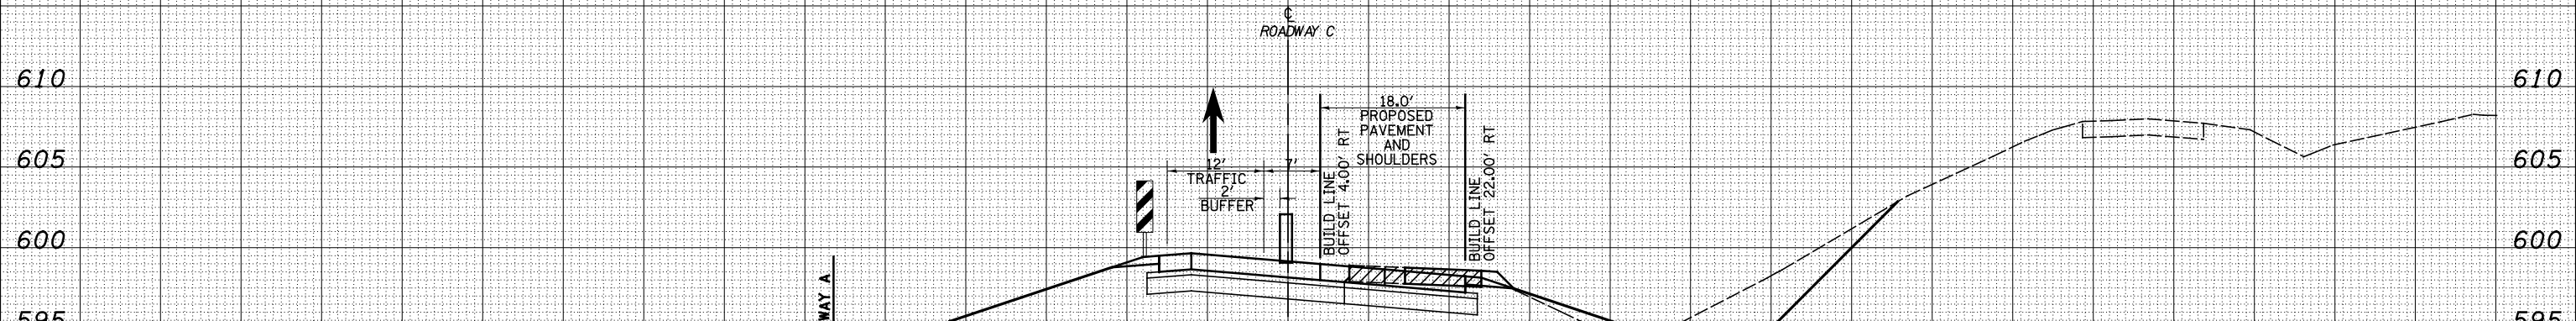 ℄
ROADWAY C
610
610
18.0'
PROPOSED
PAVEMENT
AND
SHOULDERS
605
605
12'
7'
TRAFFIC
2'
BUFFER
BUILD LINE
OFFSET 4.00' RT
BUILD LINE
OFFSET 22.00' RT
600
600
WAY A
595
595